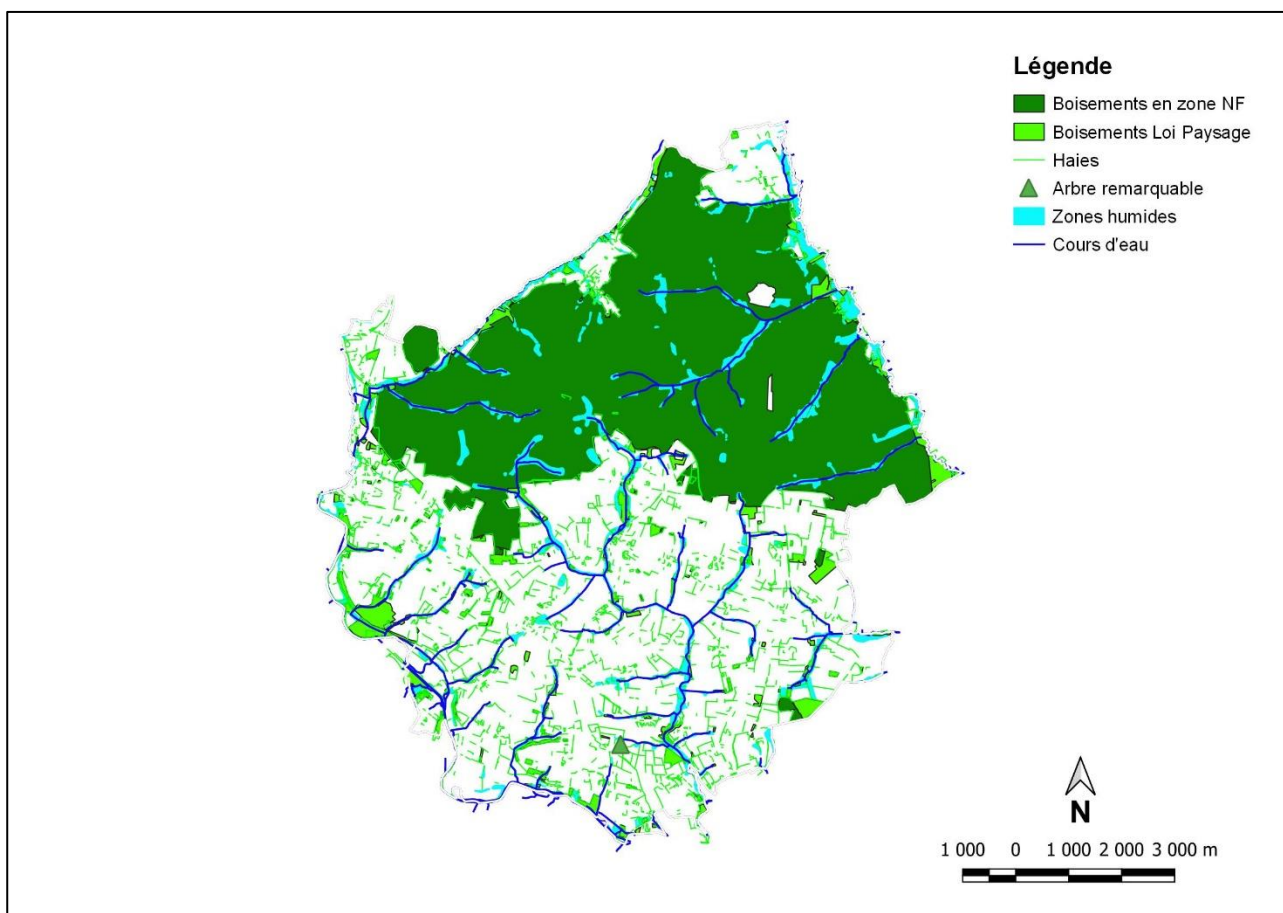 Légende
Boisements en zone NF
Boisements Loi Paysage
Haies
Arbre remarquable
Zones humides
Cours d'eau
N
1 000 0 1 000 2 000 3 000 m